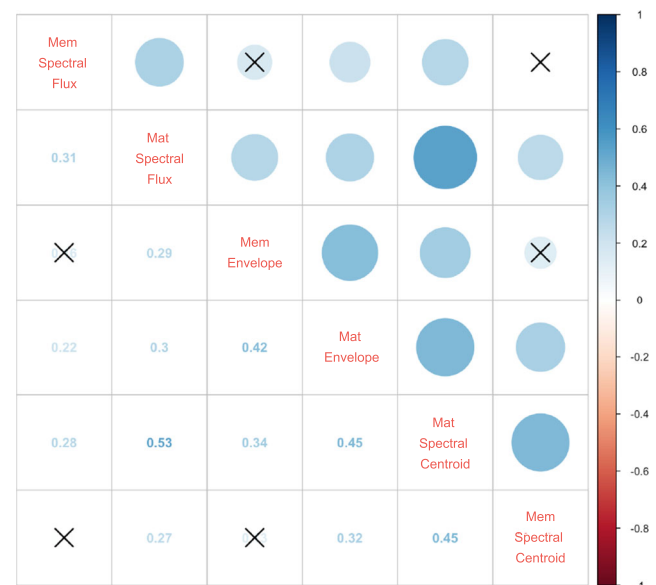 Mem
Spectral
Flux
0.31
Mat
Spectral
Flux
0.29
Mem
Envelope
0.22
0.3
0.42
Mat
Envelope
0.28
0.53
0.34
0.45
Mat
Spectral
Centroid
0.27
0.32
0.45
Mem
Spectral
Centroid
1
0.8
0.6
0.4
0.2
0
-0.2
-0.4
-0.6
-0.8
-1